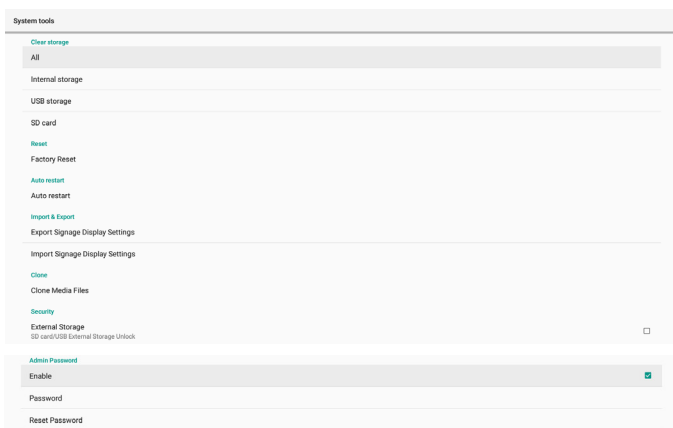 System tools
Clear storage
All
Internal storage
USB storage
SD card
Reset
Factory Reset
Auto restart
Auto restart
Import & Export
Export Signage Display Settings
Import Signage Display Settings
Clone
Clone Media Files
Security
External Storage
SD card/USB External Storage Unlock
Admin Password
Enable
Password
Reset Password